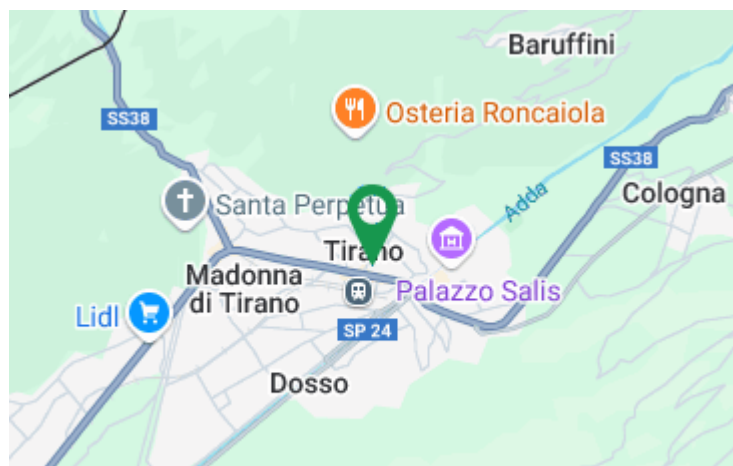 Baruffini
Osteria Roncaiola
SS38
SS38
Cologna
Adda
Santa Perpetua
Tirano
Madonna
di Tirano
Palazzo Salis
Lidl
SP 24
Dosso